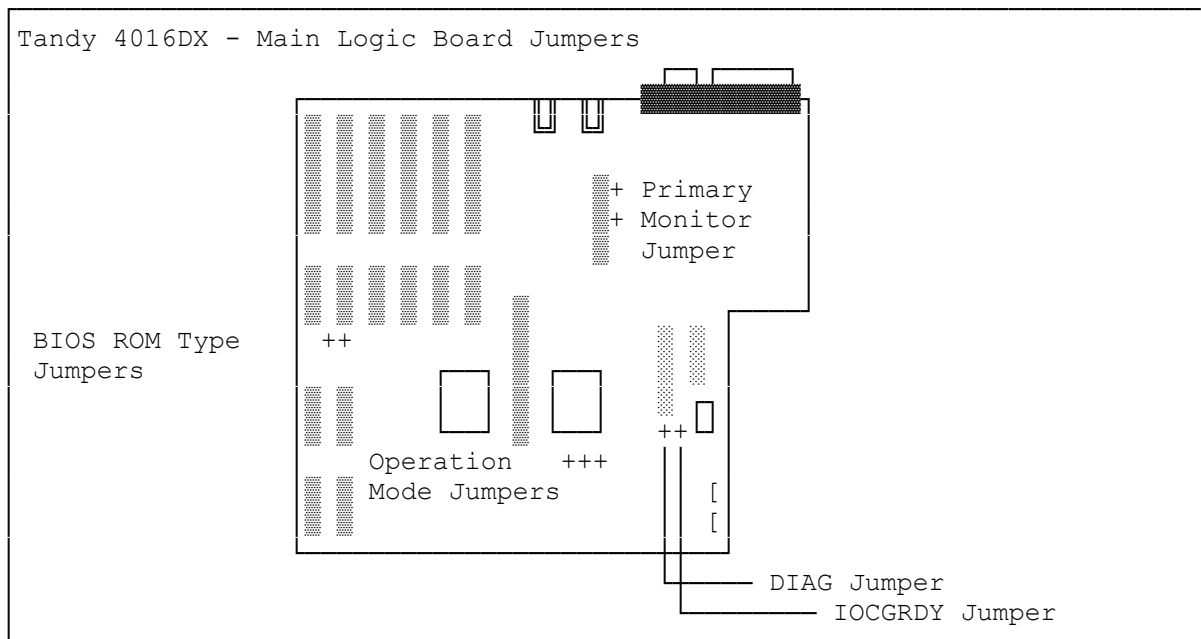 Tandy 4016DX - Main Logic Board Jumpers
+ Primary
+ Monitor
Jumper
BIOS ROM Type ++
Jumpers
++
Operation +++
Mode Jumpers
[
[
DIAG Jumper
IOCGRDY Jumper